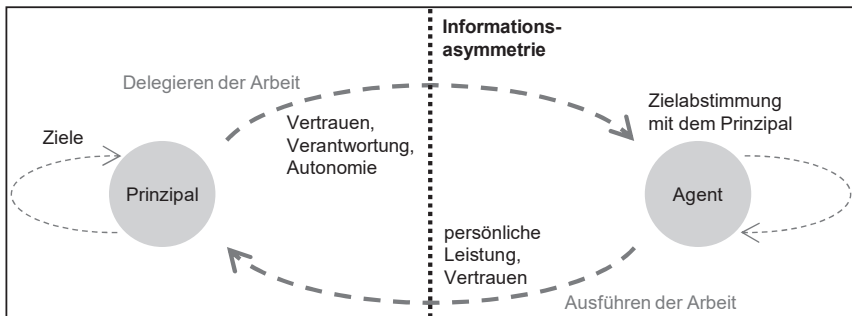 Informations-
asymmetrie
Delegieren der Arbeit
Zielabstimmung
mit dem Prinzipal
Vertrauen,
Verantwortung,
Autonomie
Ziele
Prinzipal
Agent
persönliche
Leistung,
Vertrauen
Ausführen der Arbeit